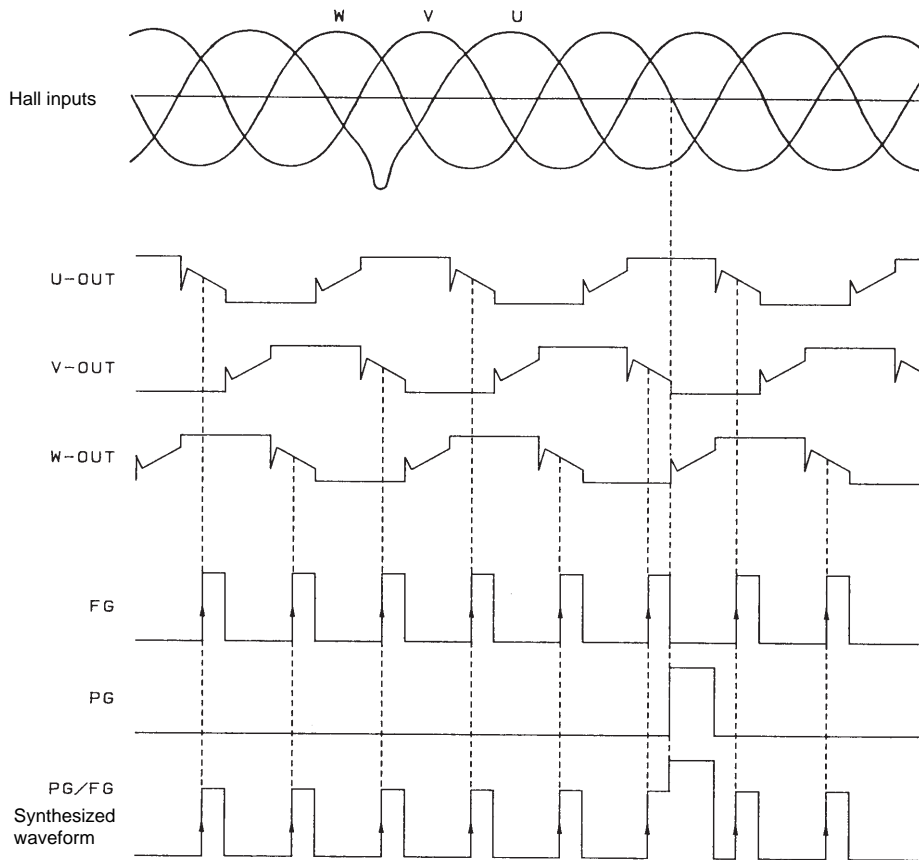 W V U
Hall inputs
U-OUT
V-OUT
W-OUT
FG
PG
PG/FG
Synthesized
waveform